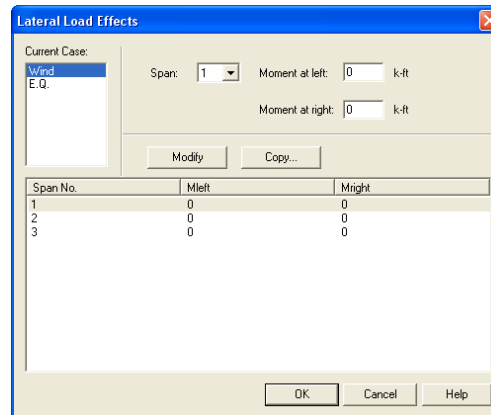 Lateral Load Effects
Current Case:
Wind
E.Q.
Span: 1 Moment at left: 0 k-ft
Moment at right: 0 k-ft
Modify Copy...
Span No. Mleft Mright
1 0 0
2 0 0
3 0 0
OK Cancel Help